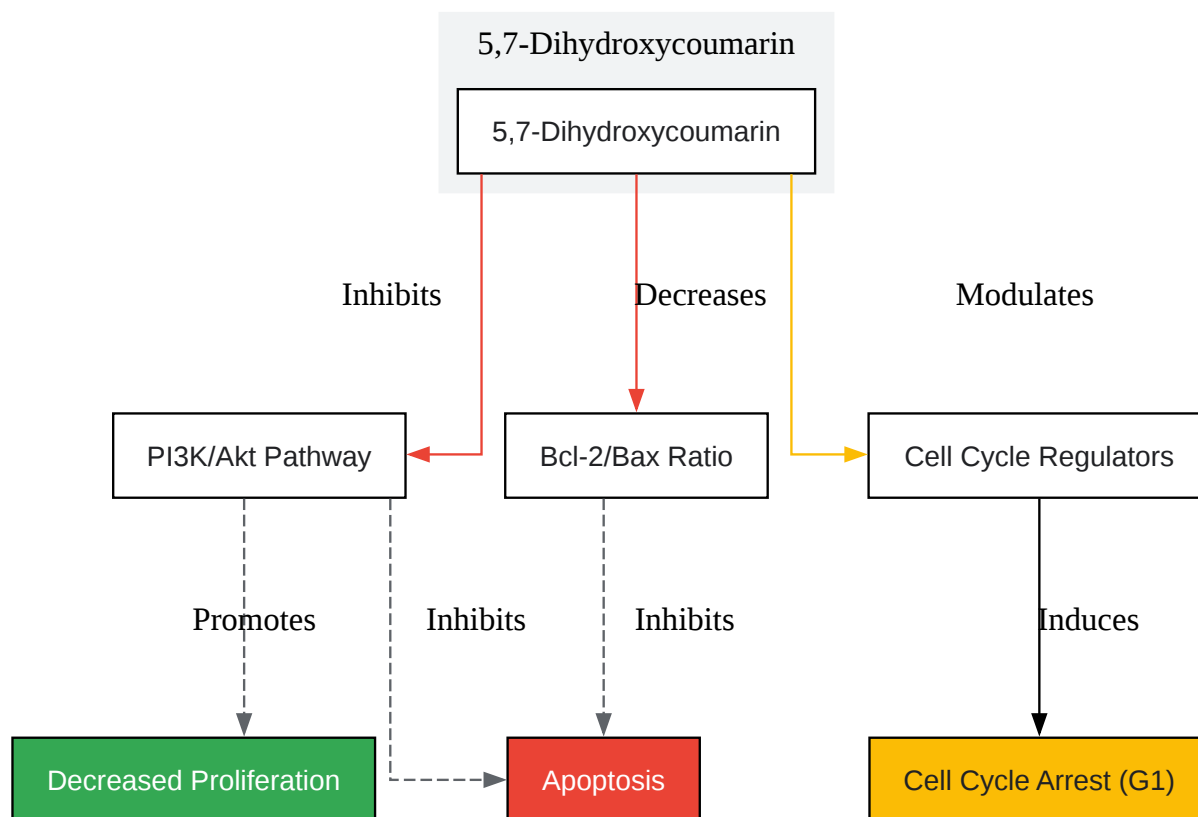 5,7-Dihydroxycoumarin
5,7-Dihydroxycoumarin
Inhibits
Decreases
Modulates
PI3K/Akt Pathway
Bcl-2/Bax Ratio
Cell Cycle Regulators
Promotes
Inhibits
Inhibits
Induces
Decreased Proliferation
Apoptosis
Cell Cycle Arrest (G1)